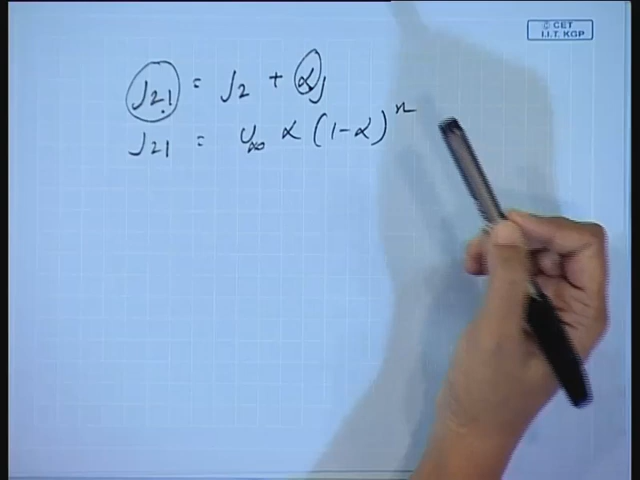 © CET
I.I.T. KGP
J₂₁ = J₂ + αj
J₂₁ = U∞ α (1-α)ⁿ